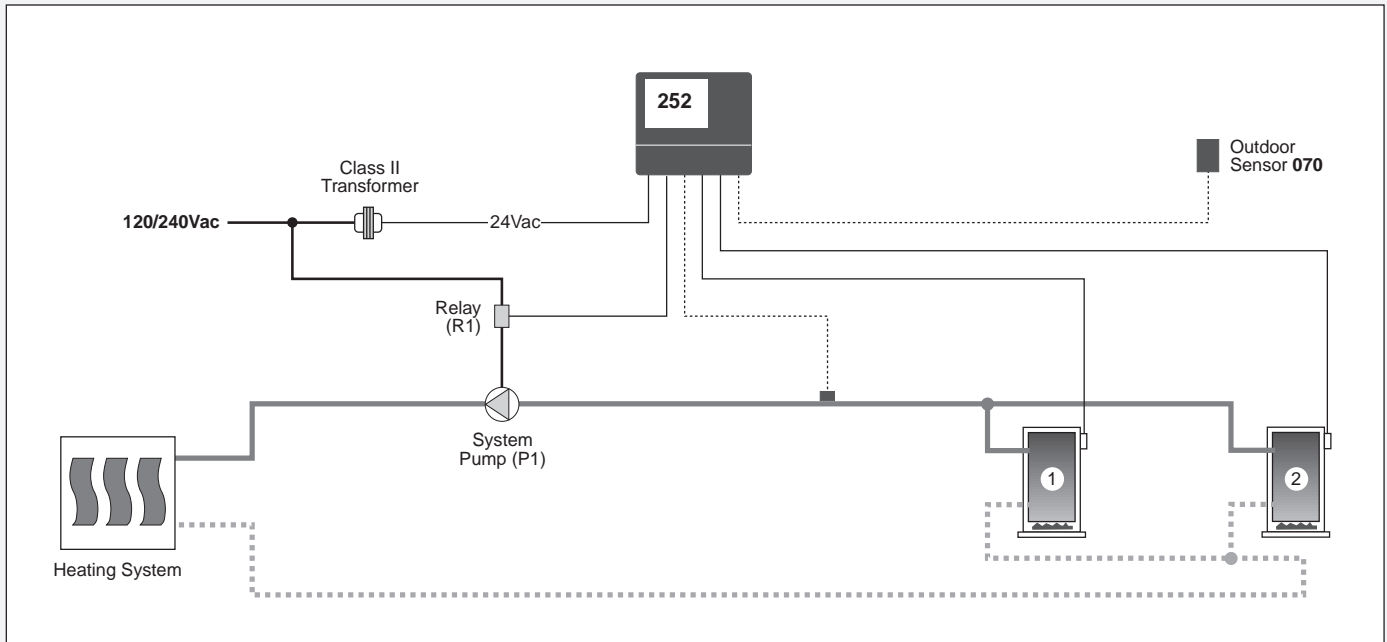 252
Outdoor
Sensor 070
Class II
Transformer
120/240Vac
24Vac
Relay
(R1)
System
Pump (P1)
1
2
Heating System